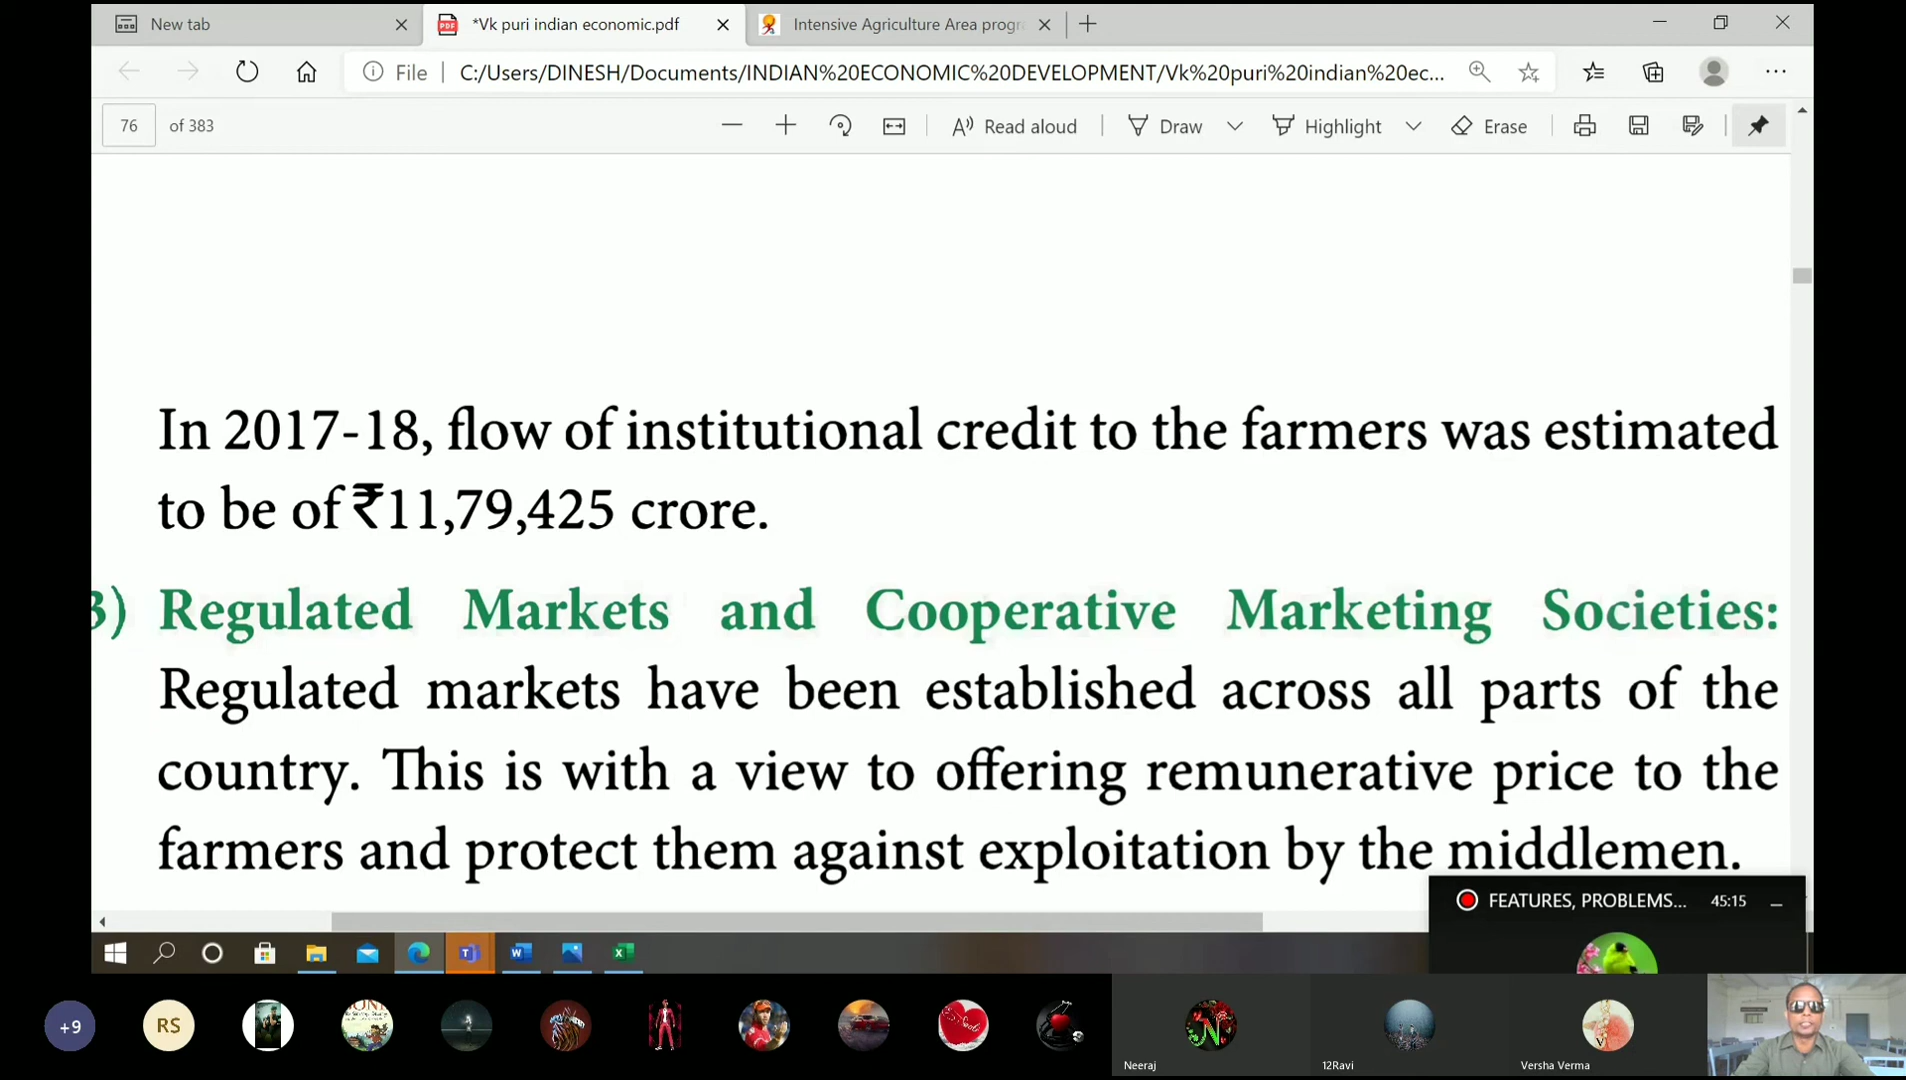 New tab
*Vk puri indian economic.pdf
Intensive Agriculture Area progr
File
C:/Users/DINESH/Documents/INDIAN%20ECONOMIC%20DEVELOPMENT/Vk%20puri%20indian%20ec...
76 of 383
Read aloud
Draw
Highlight
Erase
In 2017-18, flow of institutional credit to the farmers was estimated
to be of ₹11,79,425 crore.
3) Regulated Markets and Cooperative Marketing Societies:
Regulated markets have been established across all parts of the
country. This is with a view to offering remunerative price to the
farmers and protect them against exploitation by the middlemen.
FEATURES, PROBLEMS... 45:15
+9
RS
Neeraj
12Ravi
Versha Verma